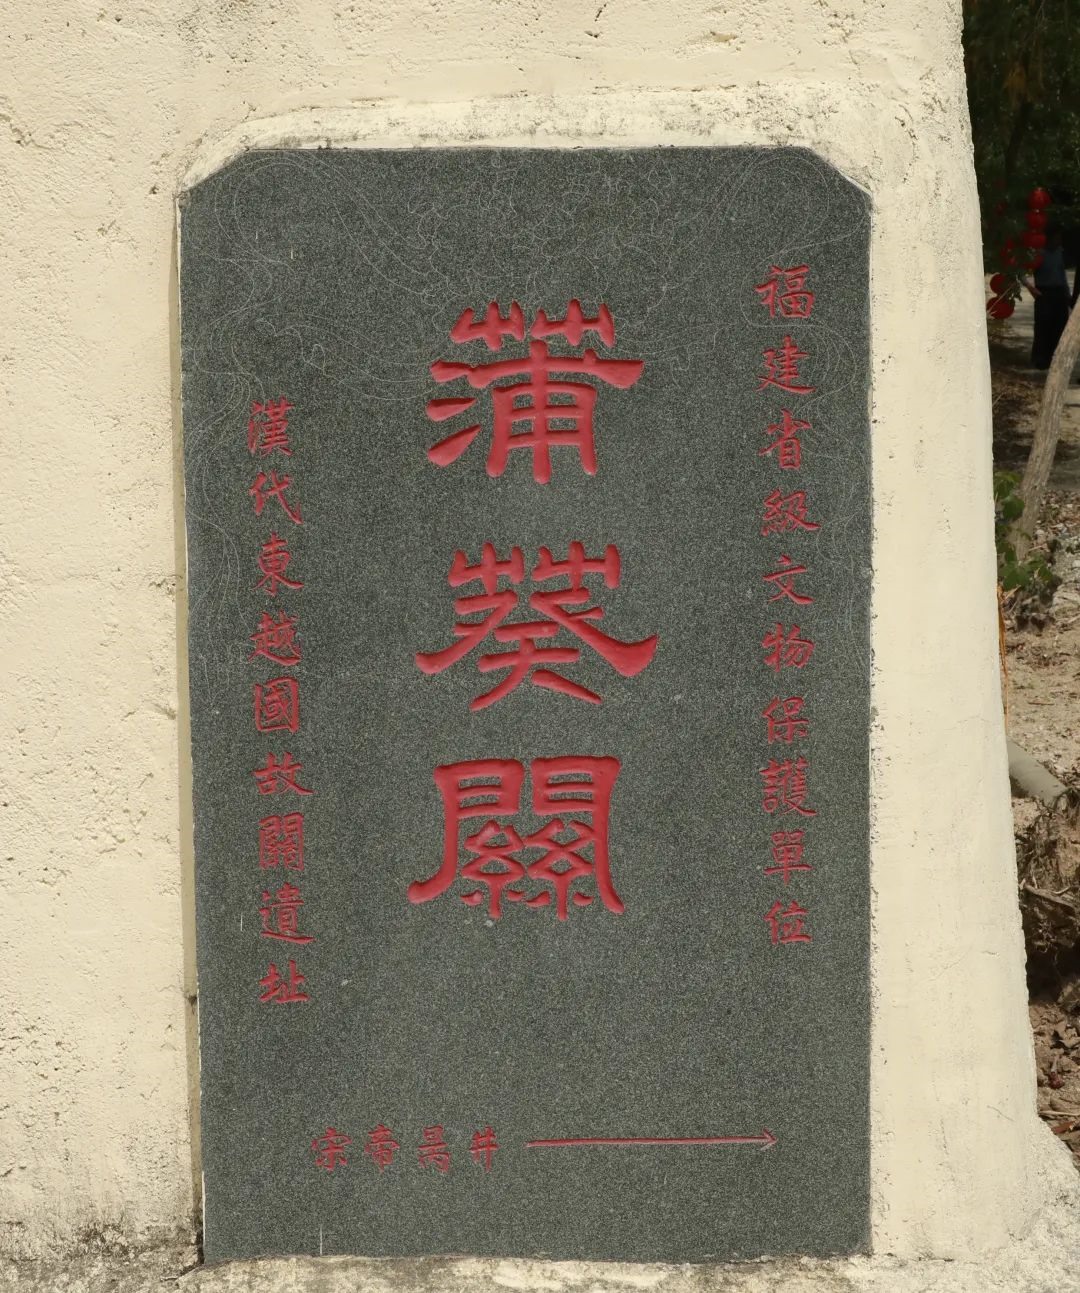 福建省級文物保護單位
蒲葵關
漢代東越國故關遺址
宋帝昺井